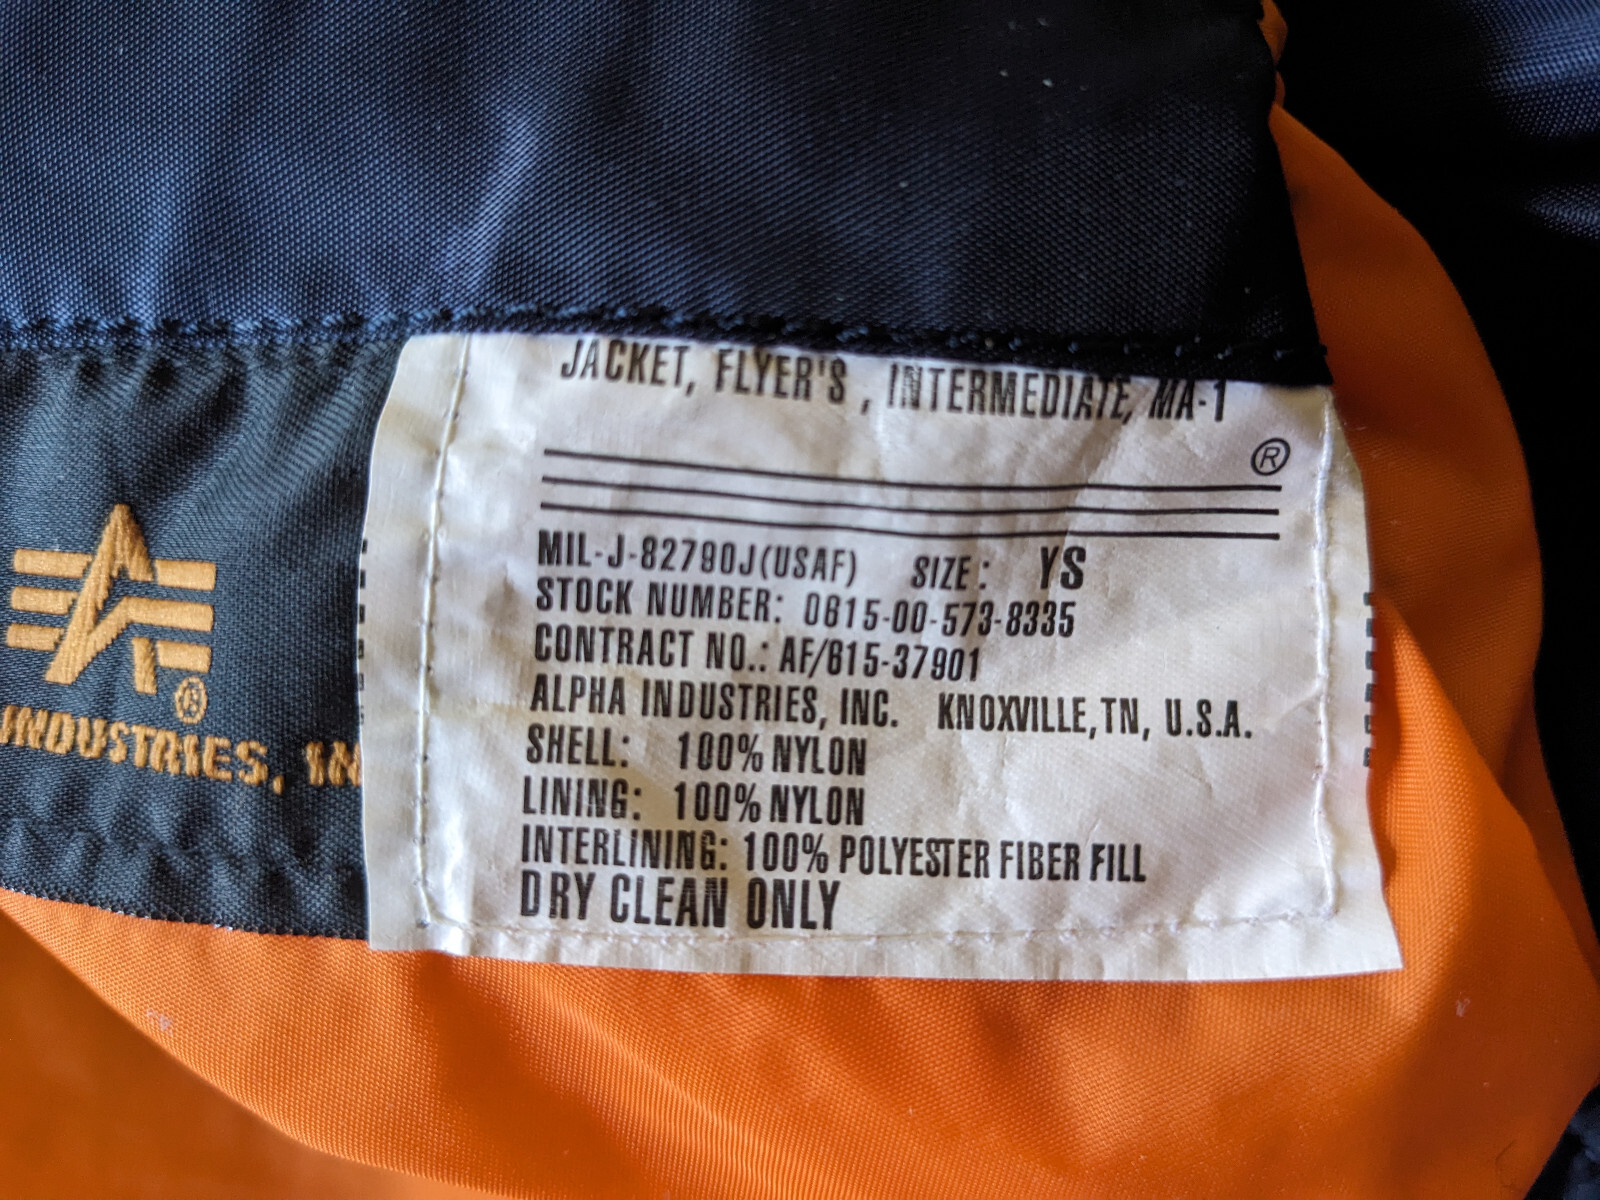 JACKET, FLYER'S, INTERMEDIATE, MA-1
®
MIL-J-82790J(USAF) SIZE: YS
STOCK NUMBER: 0615-00-573-8335
CONTRACT NO.: AF/615-37901
ALPHA INDUSTRIES, INC. KNOXVILLE, TN, U.S.A.
SHELL: 100% NYLON
LINING: 100% NYLON
INTERLINING: 100% POLYESTER FIBER FILL
DRY CLEAN ONLY
®
INDUSTRIES, IN